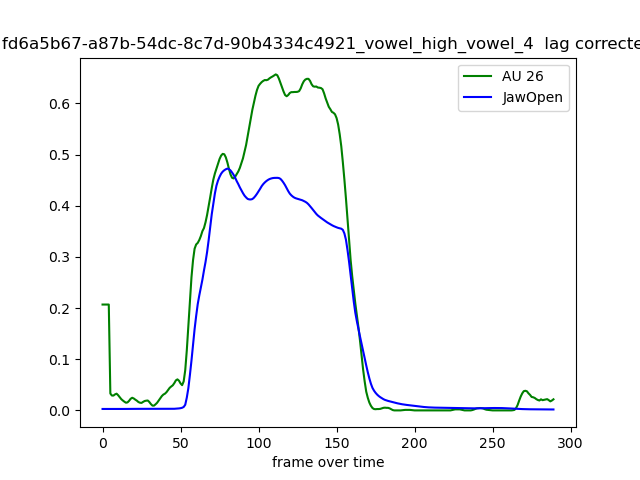 fd6a5b67-a87b-54dc-8c7d-90b4334c4921_vowel_high_vowel_4 lag correcte
AU 26
JawOpen
0.6
0.5
0.4
0.3
0.2
0.1
0.0
0 50 100 150 200 250 300
frame over time